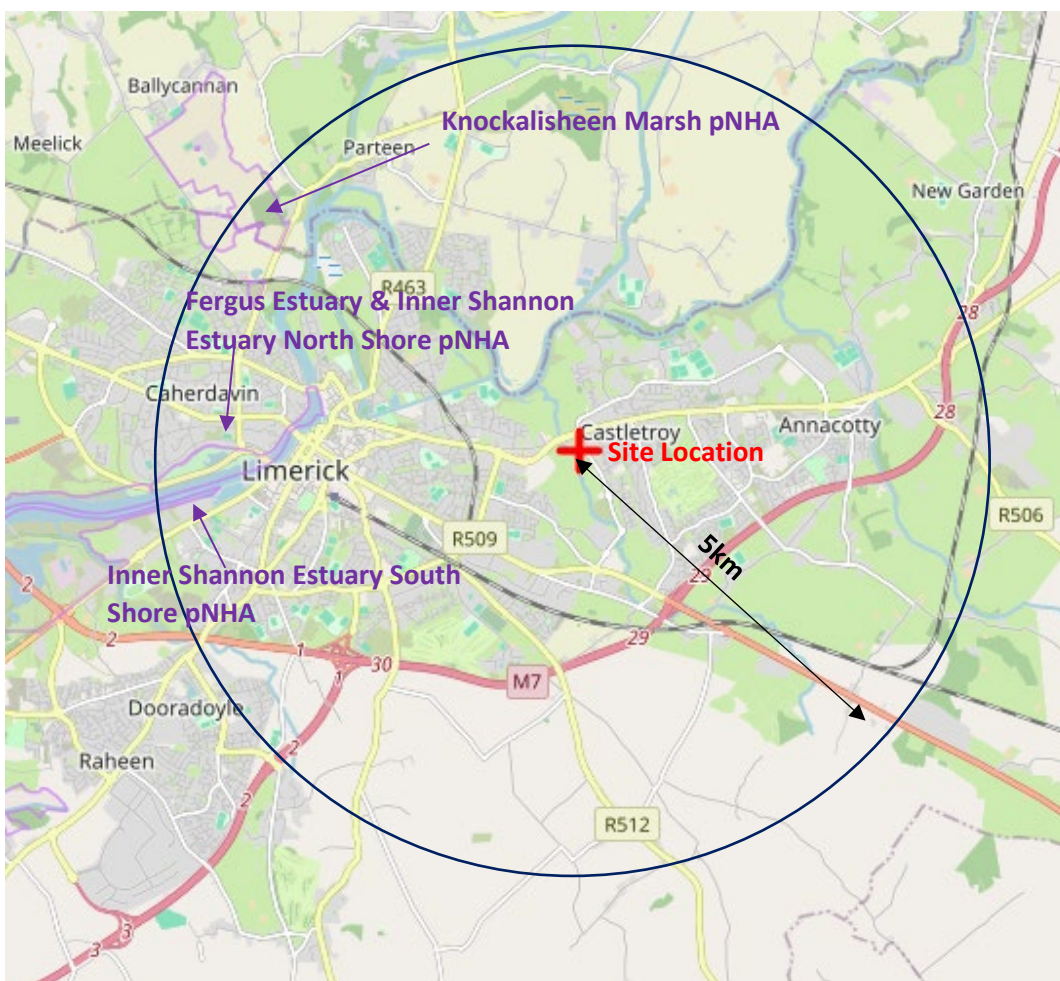 Ballycannan
Knockalisheen Marsh pNHA
Meelick
Parteen
New Garden
R463
Fergus Estuary & Inner Shannon
Estuary North Shore pNHA
28
Caherdavin
28
Castletroy
Annacotty
Site Location
Limerick
R506
R509
5km
2
Inner Shannon Estuary South
Shore pNHA
29
29
2
1
30
1
M7
Dooradoyle
2
Raheen
2
R512
3
3